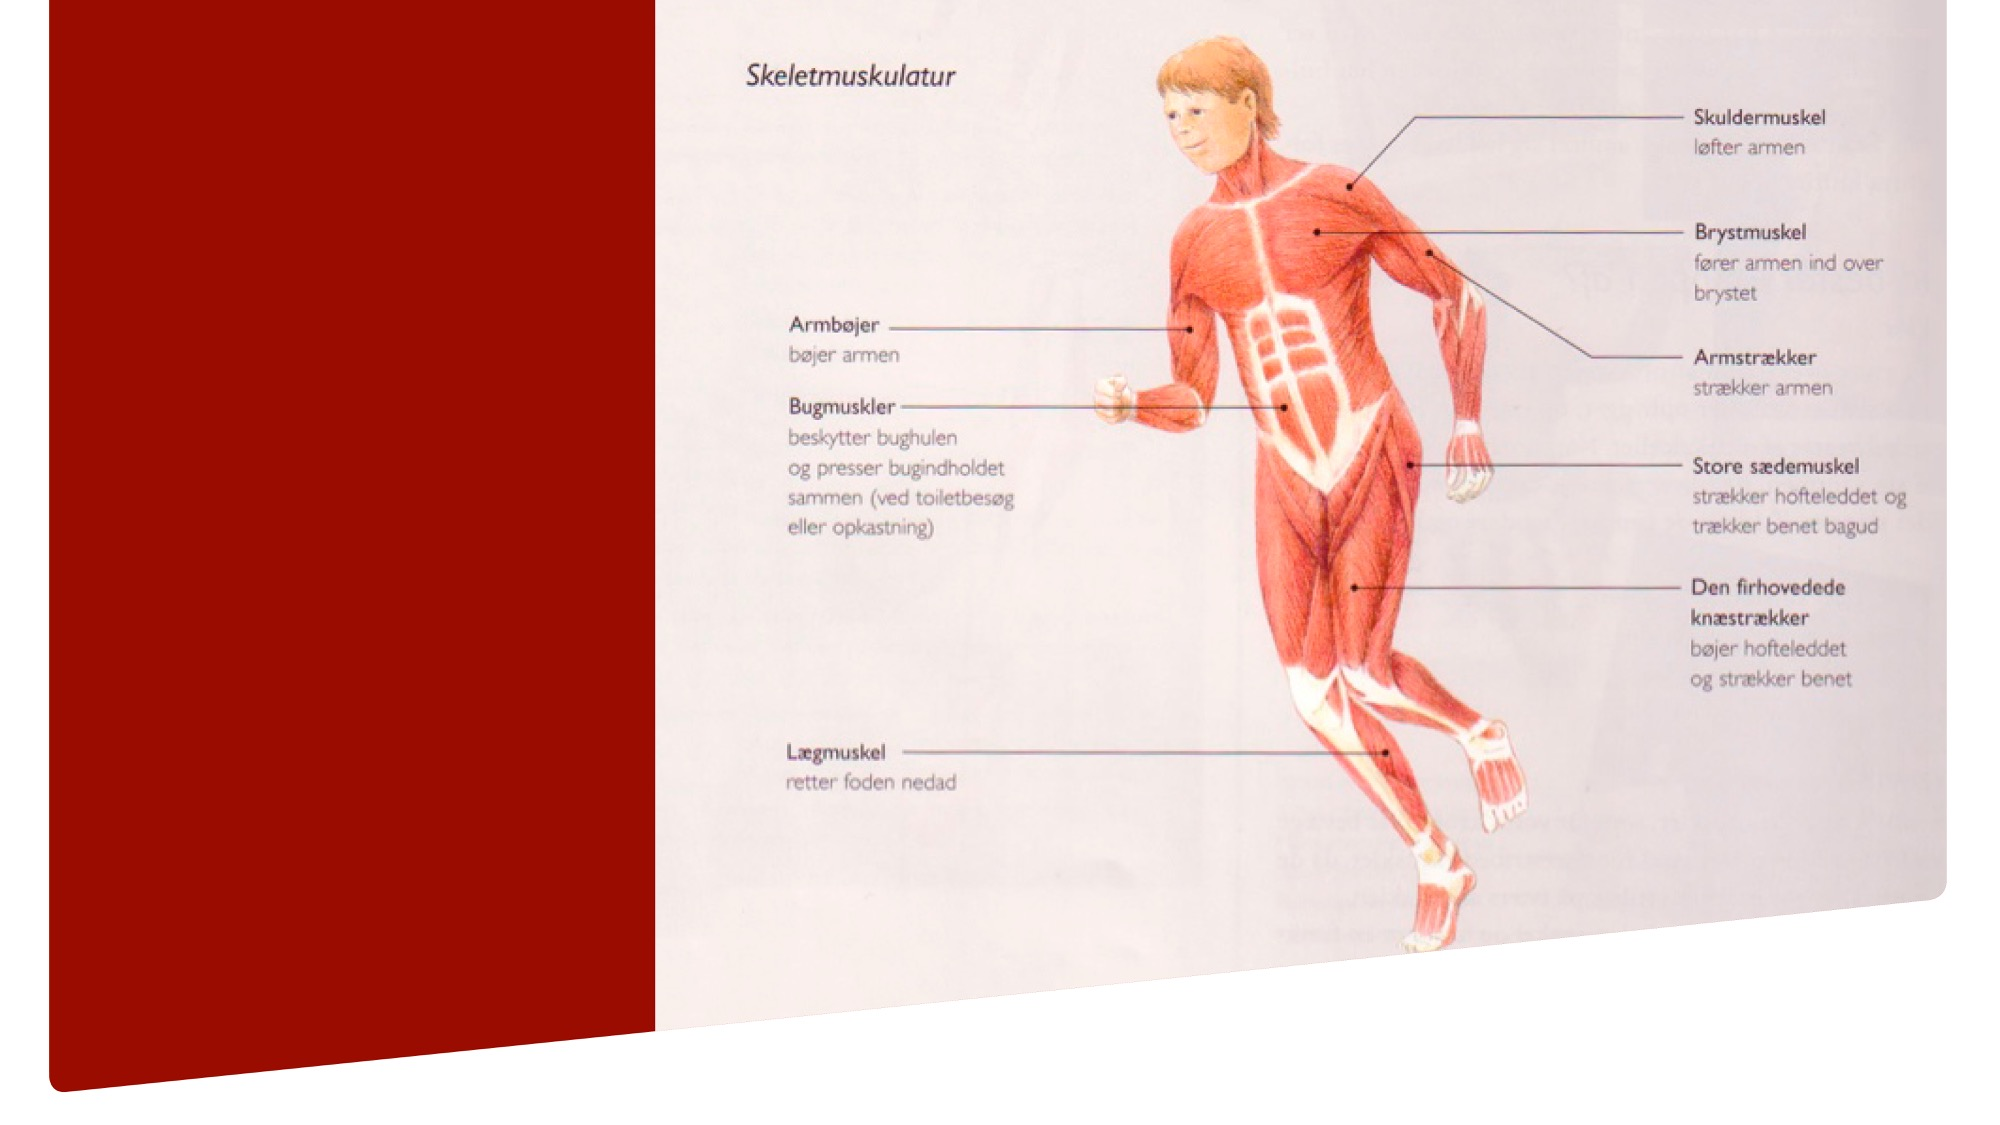 Skeletmuskulatur
Armbøjer
bøjer armen
Bugmuskler
beskytter bughulen
og presser bugindholdet
sammen (ved toiletbesøg
eller opkastning)
Lægmuskel
retter foden nedad
Skuldermuskel
løfter armen
Brystmuskel
fører armen ind over
brystet
Armstrækker
strækker armen
Store sædemuskel
strækker hofteleddet og
trækker benet bagud
Den firhovedede
knæstrækker
bøjer hofteleddet
og strækker benet